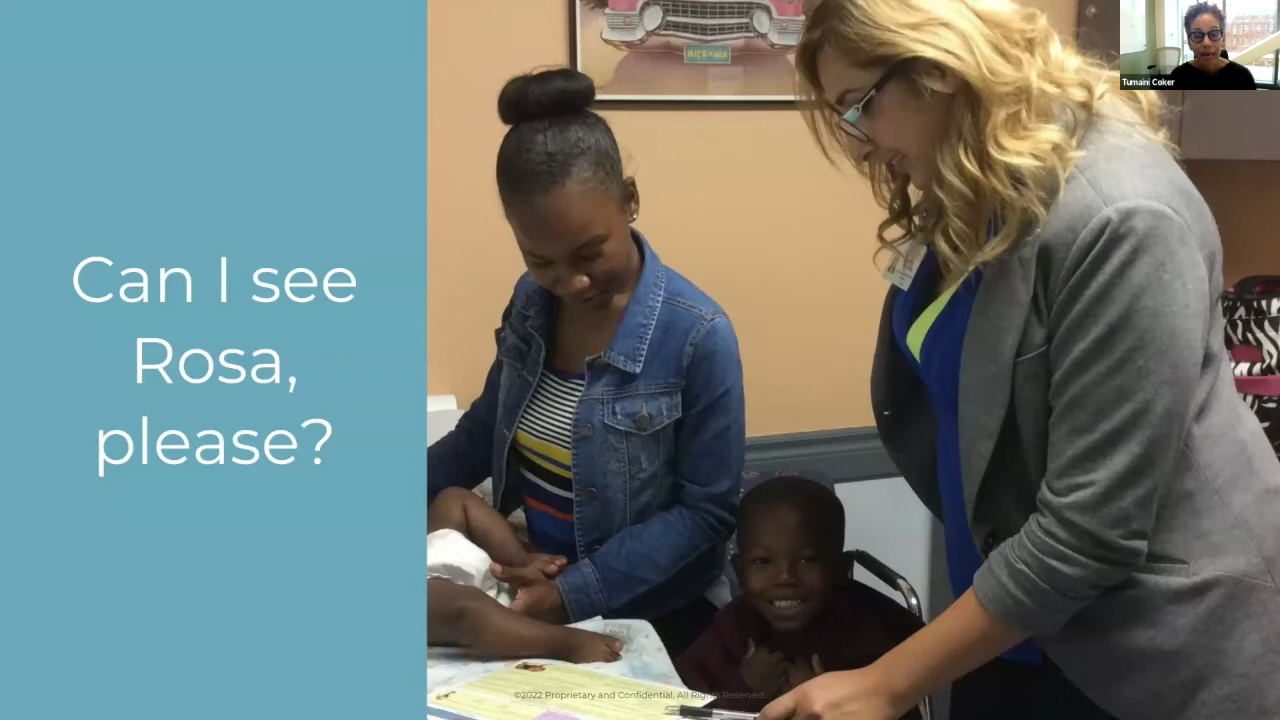 Can I see
Rosa,
please?
Tumaini Coker
©2022 Proprietary and Confidential. All Rights Reserved.